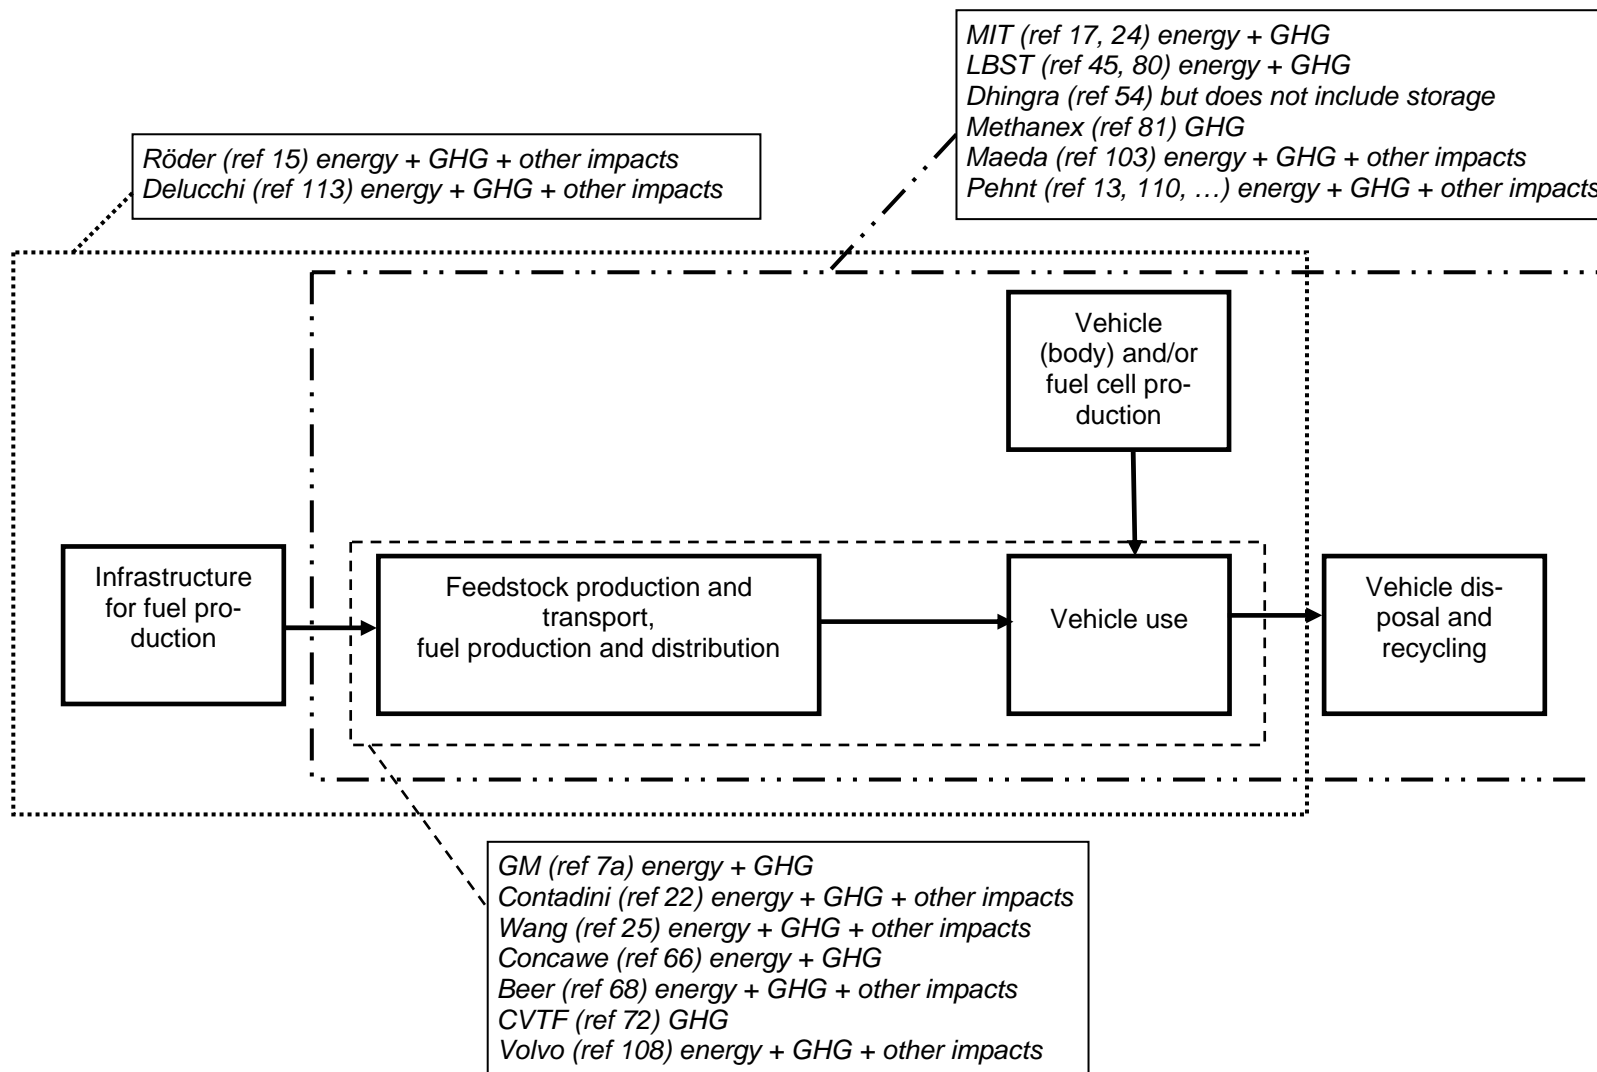 MIT (ref 17, 24) energy + GHG
LBST (ref 45, 80) energy + GHG
Dhingra (ref 54) but does not include storage
Methanex (ref 81) GHG
Maeda (ref 103) energy + GHG + other impacts
Pehnt (ref 13, 110, …) energy + GHG + other impacts
Röder (ref 15) energy + GHG + other impacts
Delucchi (ref 113) energy + GHG + other impacts
Vehicle
(body) and/or
fuel cell pro-
duction
Infrastructure
for fuel pro-
duction
Feedstock production and
transport,
fuel production and distribution
Vehicle use
Vehicle dis-
posal and
recycling
GM (ref 7a) energy + GHG
Contadini (ref 22) energy + GHG + other impacts
Wang (ref 25) energy + GHG + other impacts
Concawe (ref 66) energy + GHG
Beer (ref 68) energy + GHG + other impacts
CVTF (ref 72) GHG
Volvo (ref 108) energy + GHG + other impacts